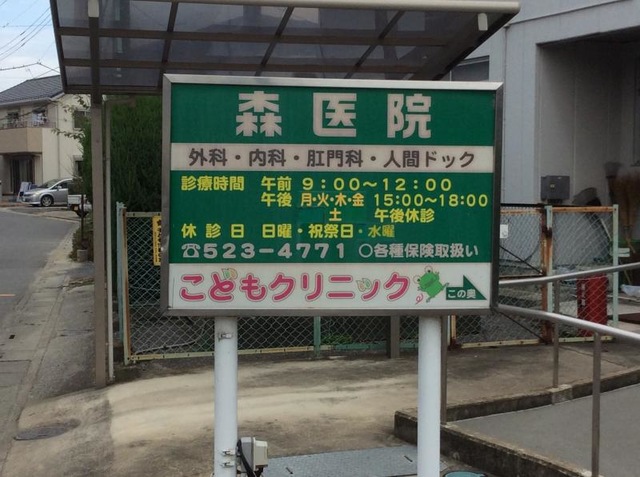 森医院
外科・内科・肛門科・人間ドック
診療時間 午前 9:00～12:00
午後 月・火・木・金 15:00～18:00
土 午後休診
休診日 日曜・祝祭日・水曜
☎523-4771 ○各種保険取扱い
こどもクリニック この奥